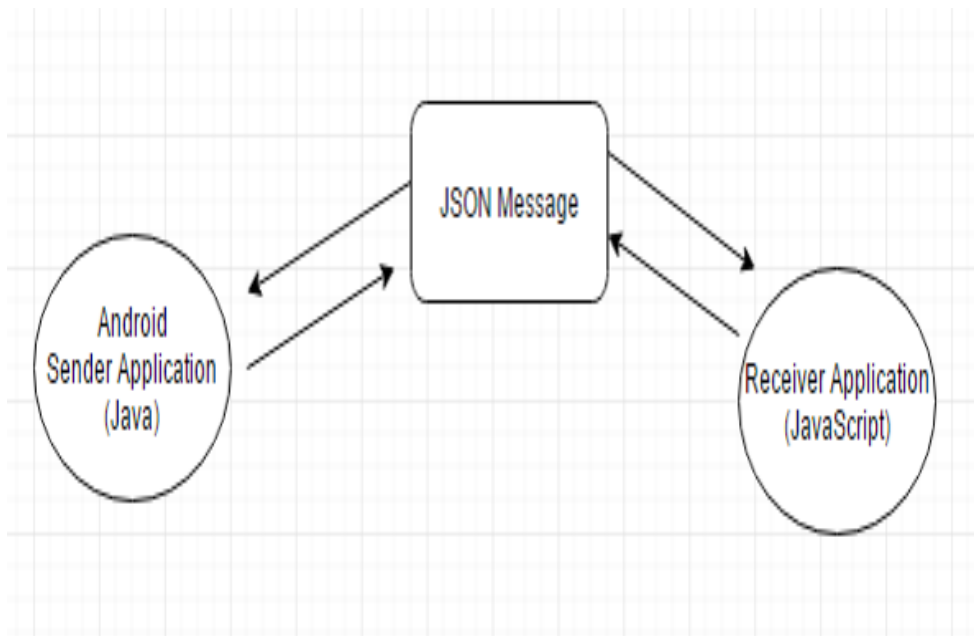 JSON Message
Android
Sender Application
(Java)
Receiver Application
(JavaScript)